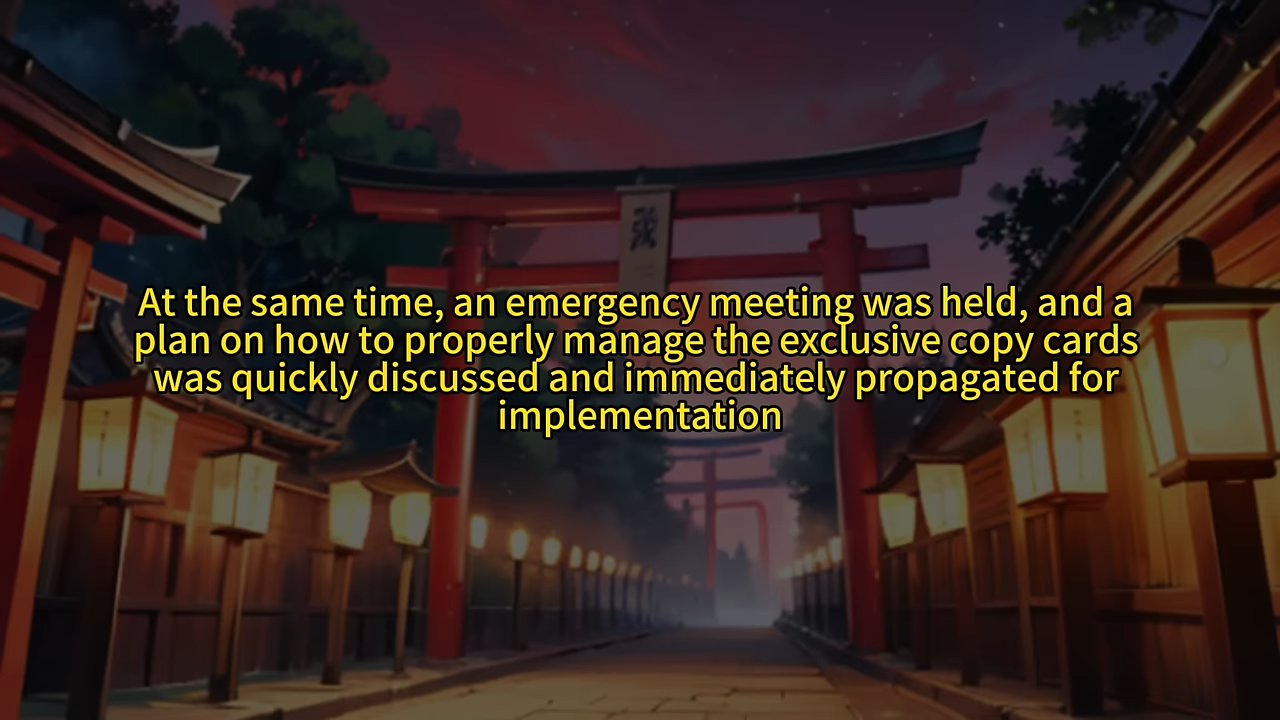 At the same time, an emergency meeting was held, and a
plan on how to properly manage the exclusive copy cards
was quickly discussed and immediately propagated for
implementation